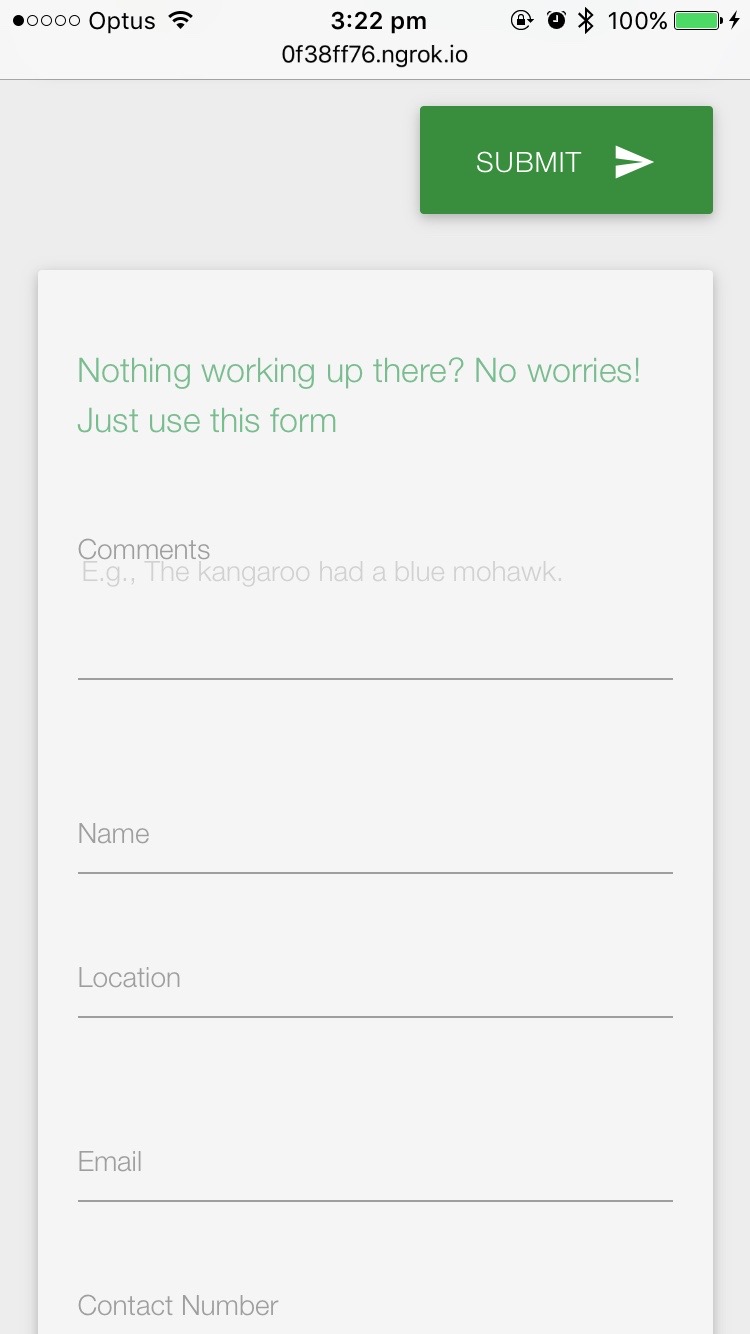 Optus 3:22 pm 100%
0f38ff76.ngrok.io
SUBMIT
Nothing working up there? No worries!
Just use this form
Comments
E.g., The kangaroo had a blue mohawk.
Name
Location
Email
Contact Number